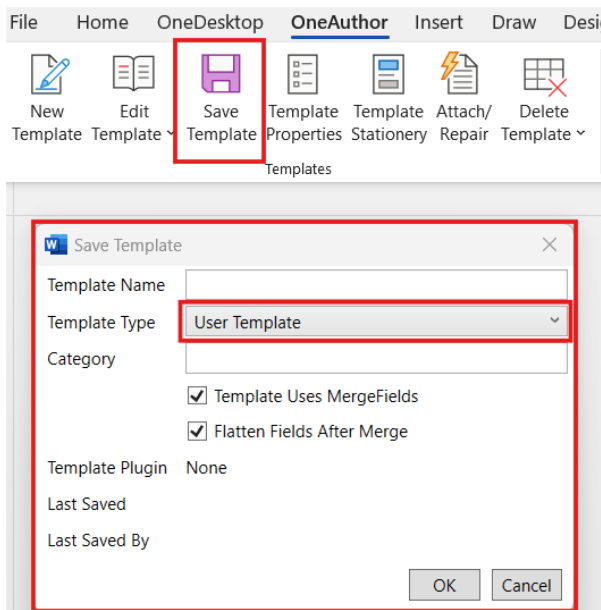 File Home OneDesktop OneAuthor Insert Draw Desi
New Edit Save Template Template Attach/ Delete
Template Template Template Properties Stationery Repair Template
Templates
W Save Template
Template Name
Template Type User Template
Category
Template Uses MergeFields
Flatten Fields After Merge
Template Plugin None
Last Saved
Last Saved By
OK Cancel